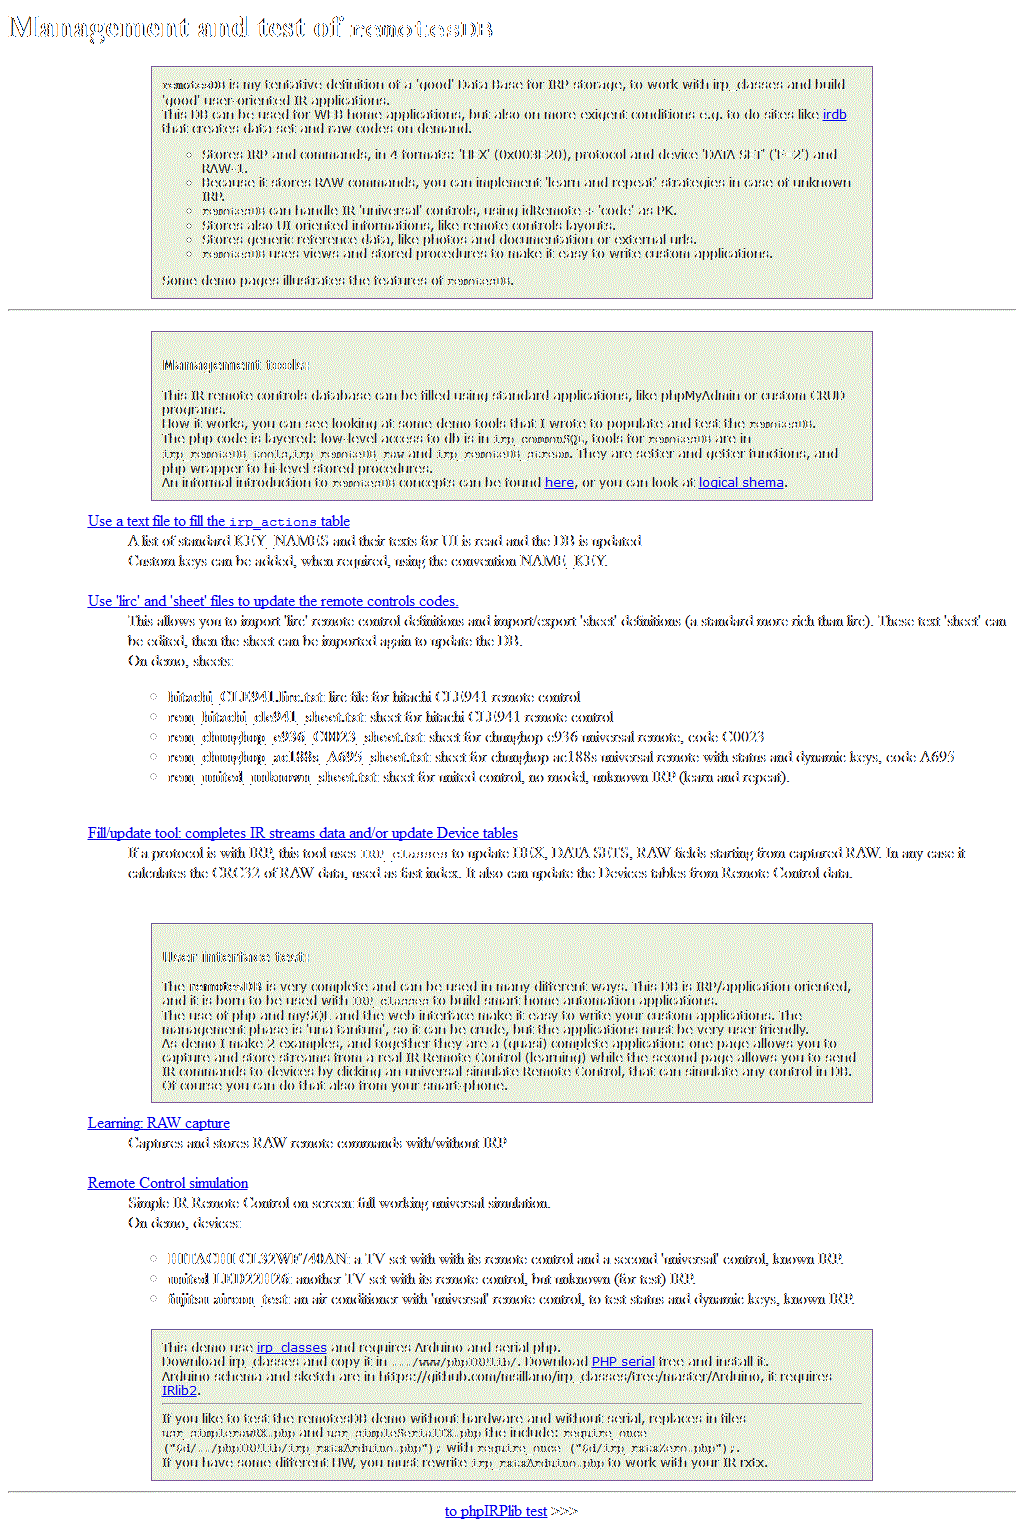 Management and test of remotesDB
remotesDB is my tentative definition of a 'good' Data Base for IRP storage, to work with irp_classes and build
'good' user-oriented IR applications.
This DB can be used for WEB home applications, but also on more exigent conditions e.g. to do sites like irdb
that creates data set and raw codes on demand.
Stores IRP and commands, in 4 formats: 'HEX' (0x003F20), protocol and device 'DATA SET' and
RAW-1.
Because it stores RAW commands, you can implement 'learn and repeat' strategies in case of unknown
IRP.
remotesDB can handle IR 'universal' controls, using idRemote + 'code' as PK.
Stores also UI oriented informations, like remote controls layouts.
Stores generic reference data, like photos and documentation or external urls.
remotesDB uses views and stored procedures to make it easy to write custom applications.
Some demo pages illustrates the features of remotesDB.
Management tools:
This IR remote controls database can be filled using standard applications, like phpMyAdmin or custom CRUD
programs.
How it works, you can see looking at some demo tools that I wrote to populate and test the remotesDB.
The php code is layered: low-level access to db is in irp_commonSQL, tools for remotesDB are in
irp_remoteDB_tools,irp_remoteDB_raw and irp_remoteDB_stream. They are setter and getter functions, and
php wrapper to hi-level stored procedures.
An informal introduction to remotesDB concepts can be found here, or you can look at logical shema.
Use a text file to fill the irp_actions table
A list of standard KEY_NAMES and their texts for UI is read and the DB is updated
Custom keys can be added, when required, using the convention NAME_KEY.
Use 'lirc' and 'sheet' files to update the remote controls codes.
This allows you to import 'lirc' remote control definitions and import/export 'sheet' definitions (a standard more rich than lirc). These text 'sheet' can
be edited, then the sheet can be imported again to update the DB.
On demo, sheets:
hitachi_CLE941.lirc.txt: lirc file for hitachi CLE941 remote control
rem_hitachi_cle941_sheet.txt: sheet for hitachi CLE941 remote control
rem_chunghop_e936_C0023_sheet.txt: sheet for chunghop e936 universal remote, code C0023
rem_chunghop_ac188s_A695_sheet.txt: sheet for chunghop ac188s universal remote with status and dynamic keys, code A695
rem_united_unknown_sheet.txt: sheet for united control, no model, unknown IRP (learn and repeat).
Fill/update tool: completes IR streams data and/or update Device tables
If a protocol is with IRP, this tool uses IRP_classes to update HEX, DATA SETS, RAW fields starting from captured RAW. In any case it
calculates the CRC32 of RAW data, used as fast index. It also can update the Devices tables from Remote Control data.
User interface test:
The remotesDB is very complete and can be used in many different ways. This DB is IRP/application oriented,
and it is born to be used with IRP_classes to build smart home automation applications.
The use of php and mySQL and the web interface make it easy to write your custom applications. The
management phase is 'una tantum', so it can be crude, but the applications must be very user friendly.
As demo I make 2 examples, and together they are a (quasi) complete application: one page allows you to
capture and store streams from a real IR Remote Control (learning) while the second page allows you to send
IR commands to devices by clicking an universal simulate Remote Control, that can simulate any control in DB.
Of course you can do that also from your smart-phone.
Learning: RAW capture
Captures and stores RAW remote commands with/without IRP
Remote Control simulation
Simple IR Remote Control on screen: full working universal simulation.
On demo, devices:
HITACHI CL32WF740AN: a TV set with with its remote control and a second 'universal' control, known IRP.
united LED22H26: another TV set with its remote control, but unknown (for test) IRP.
fujitsu aircon_test: an air conditioner with 'universal' remote control, to test status and dynamic keys, known IRP.
This demo use irp_classes and requires Arduino and serial php.
Download irp_classes and copy it in ...../www/phpIRPlib/. Download PHP serial free and install it.
Arduino schema and sketch are in https://github.com/msillano/irp_classes/tree/master/Arduino, it requires
IRlib2.
If you like to test the remotesDB demo without hardware and without serial, replaces in files
usr_simplerawRX.php and usr_simpleSerialTX.php the include: require_once
("$d/../phpIRPlib/irp_rxtxArduino.php"); with require_once ("$d/irp_rxtxZero.php");.
If you have some different HW, you must rewrite irp_rxtxArduino.php to work with your IR rxtx.
to phpIRPlib test >>>